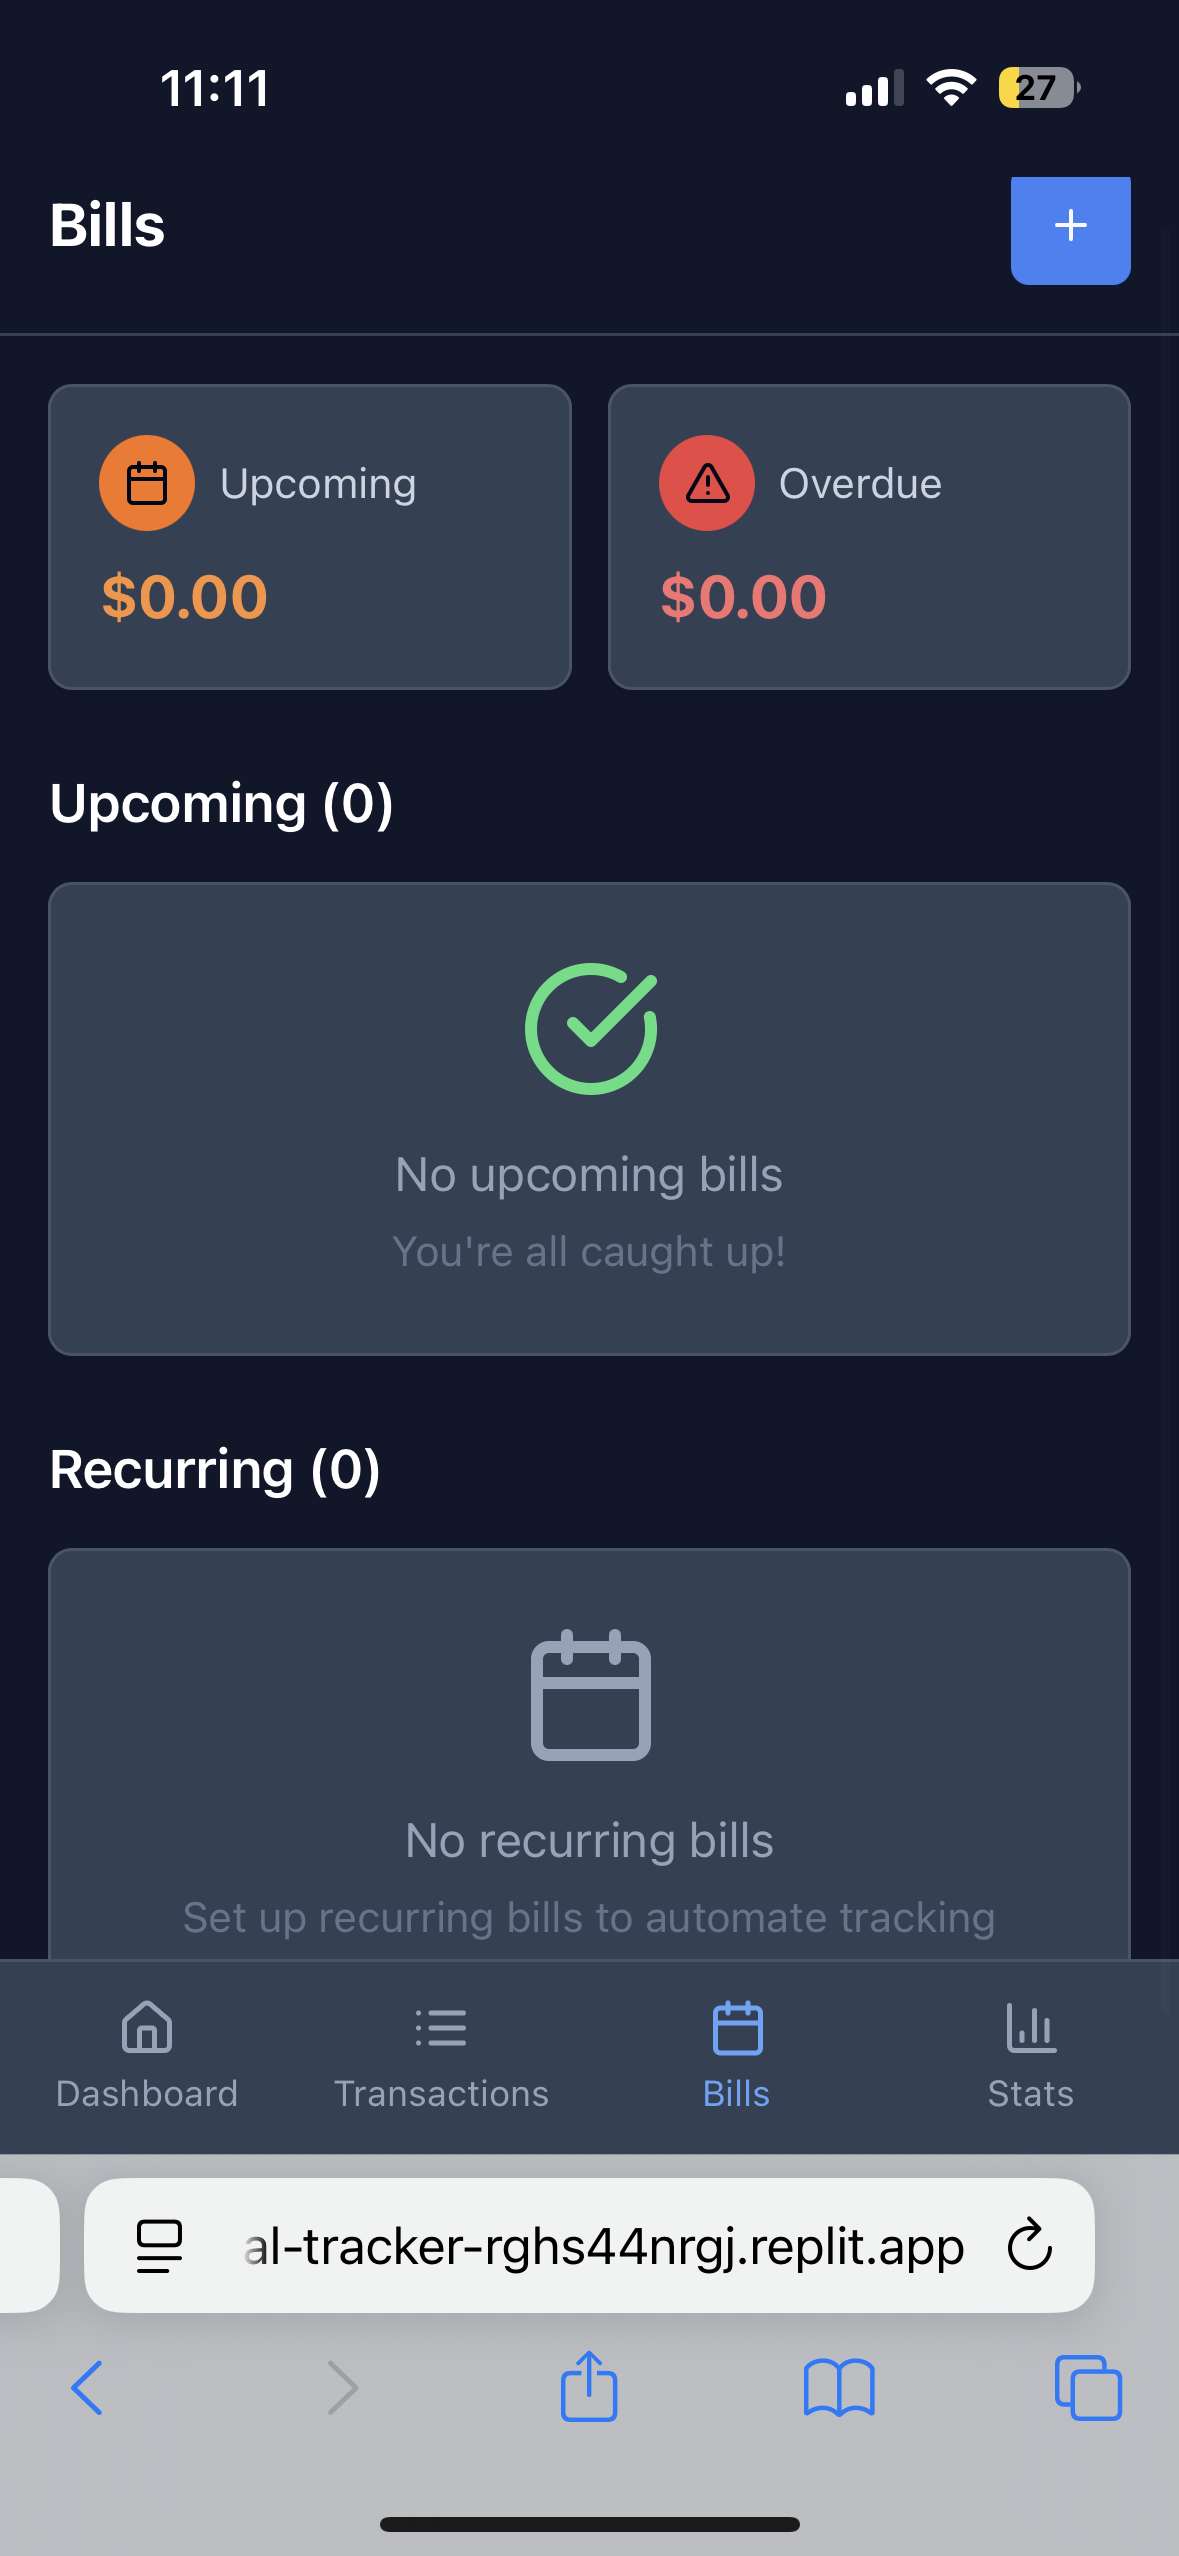 11:11
27
Bills
Upcoming
Overdue
$0.00
$0.00
Upcoming (0)
No upcoming bills
You're all caught up!
Recurring (0)
No recurring bills
Set up recurring bills to automate tracking
Dashboard
Transactions
Bills
Stats
al-tracker-rghs44nrgj.replit.app